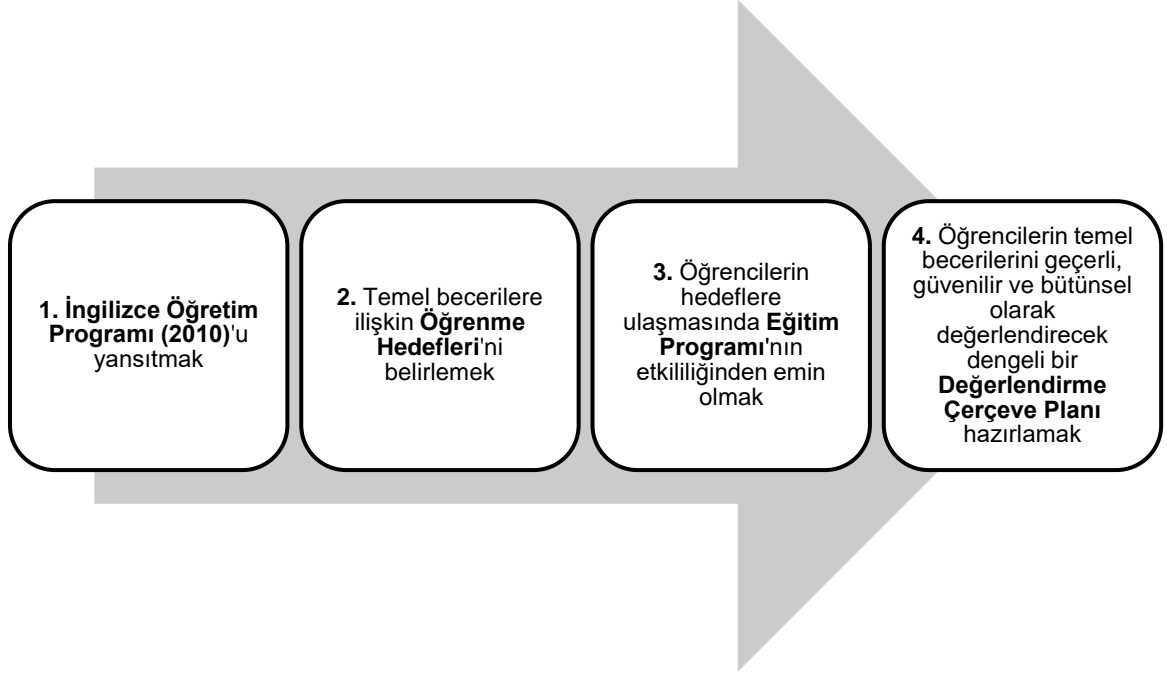 1. İngilizce Öğretim
Programı (2010)'u
yansıtmak
2. Temel becerilere
ilişkin Öğrenme
Hedefleri'ni
belirlemek
3. Öğrencilerin
hedeflere
ulaşmasında Eğitim
Programı'nın
etkililiğinden emin
olmak
4. Öğrencilerin temel
becerilerini geçerli,
güvenilir ve bütünsel
olarak
değerlendirecek
dengeli bir
Değerlendirme
Çerçeve Planı
hazırlamak